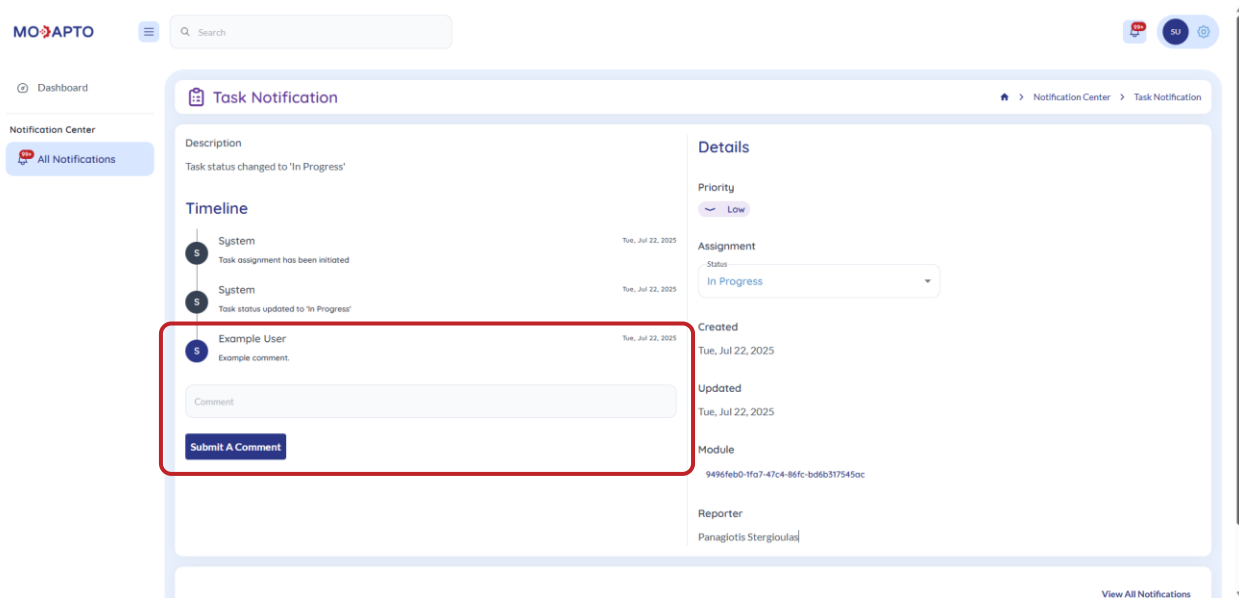 MODAPTO
Search
99+
SU
Dashboard
Notification Center
99+
All Notifications
Task Notification
> Notification Center > Task Notification
Description
Task status changed to 'In Progress'
Timeline
S
System
Tue, Jul 22, 2025
Task assignment has been initiated
S
System
Tue, Jul 22, 2025
Task status updated to 'In Progress'
S
Example User
Tue, Jul 22, 2025
Example comment.
Comment
Submit A Comment
Details
Priority
Low
Assignment
Status
In Progress
Created
Tue, Jul 22, 2025
Updated
Tue, Jul 22, 2025
Module
9496feb0-1fa7-47c4-86fc-bd6b317545ac
Reporter
Panagiotis Stergioulas
View All Notifications